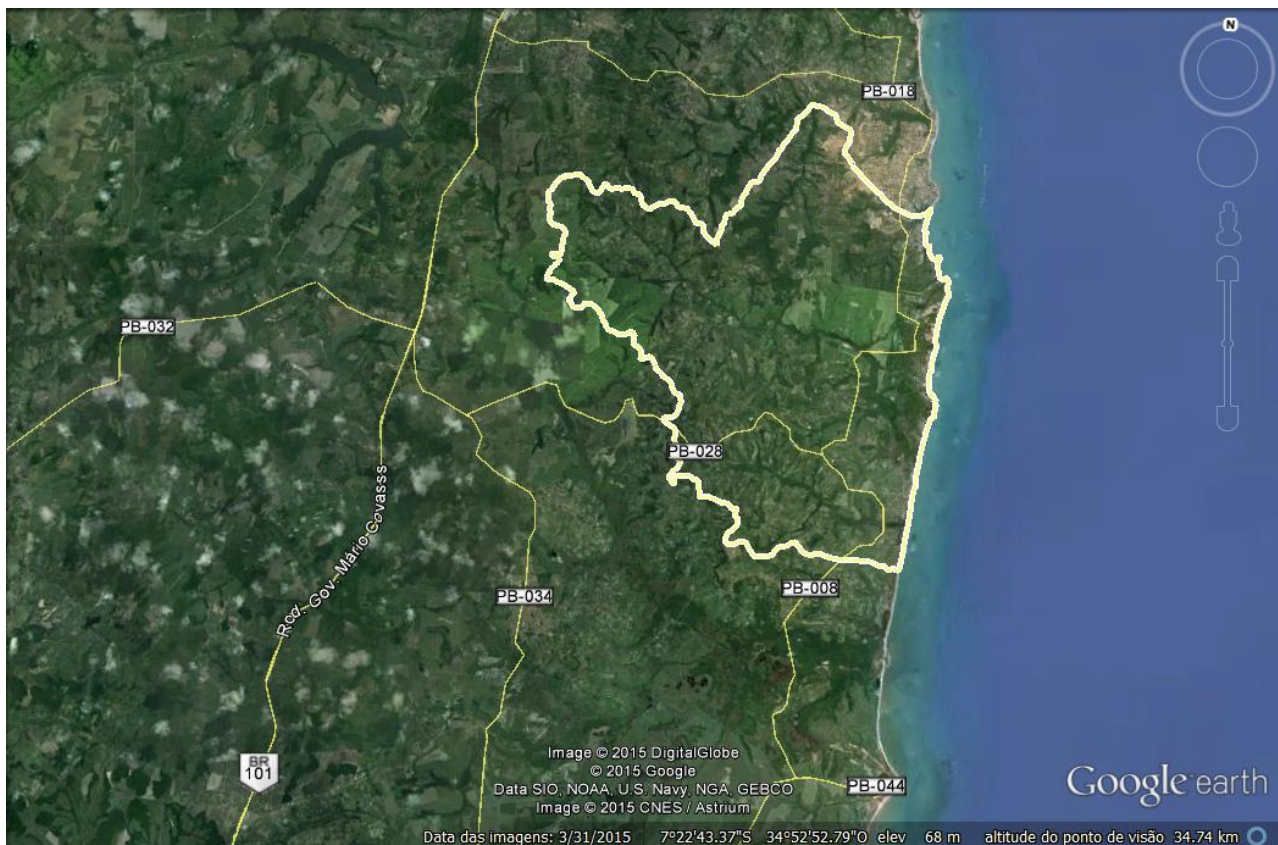 N
PB-018
PB-032
PB-028
Rod. Gov. Mário Covasss
PB-008
PB-034
BR
101
PB-044
Image © 2015 DigitalGlobe
© 2015 Google
Data SIO, NOAA, U.S. Navy, NGA, GEBCO
Image © 2015 CNES / Astrium
Google earth
Data das imagens: 3/31/2015 7°22'43.37"S 34°52'52.79"O elev 68 m altitude do ponto de visão 34.74 km